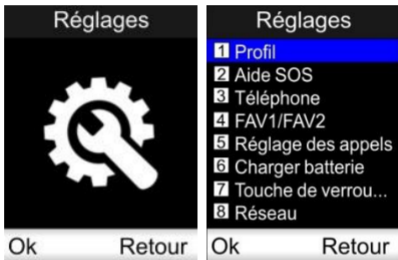 Réglages
Ok Retour
Réglages
1 Profil
2 Aide SOS
3 Téléphone
4 FAV1/FAV2
5 Réglage des appels
6 Charger batterie
7 Touche de verrou...
8 Réseau
Ok Retour